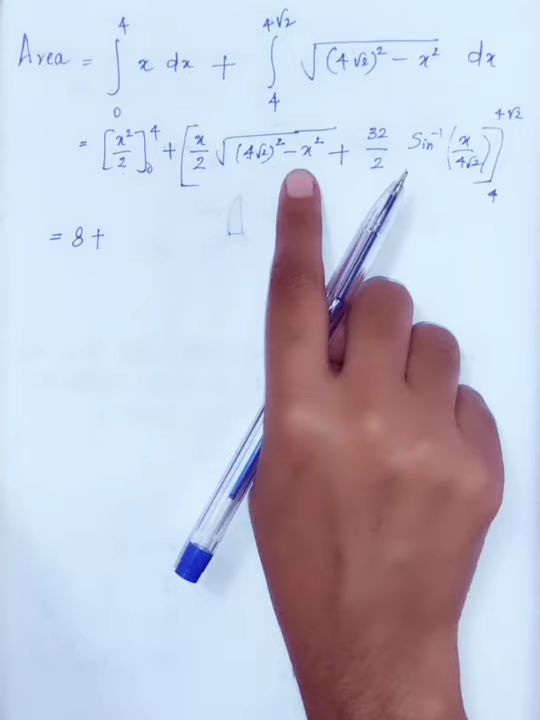 Area = ∫₀⁴ x dx + ∫₄^{4√2} √((4√2)² − x²) dx
= [x²/2]₀⁴ + [x/2 √((4√2)² − x²) + 32/2 Sin⁻¹(x/4√2)]₄^{4√2}
= 8 +